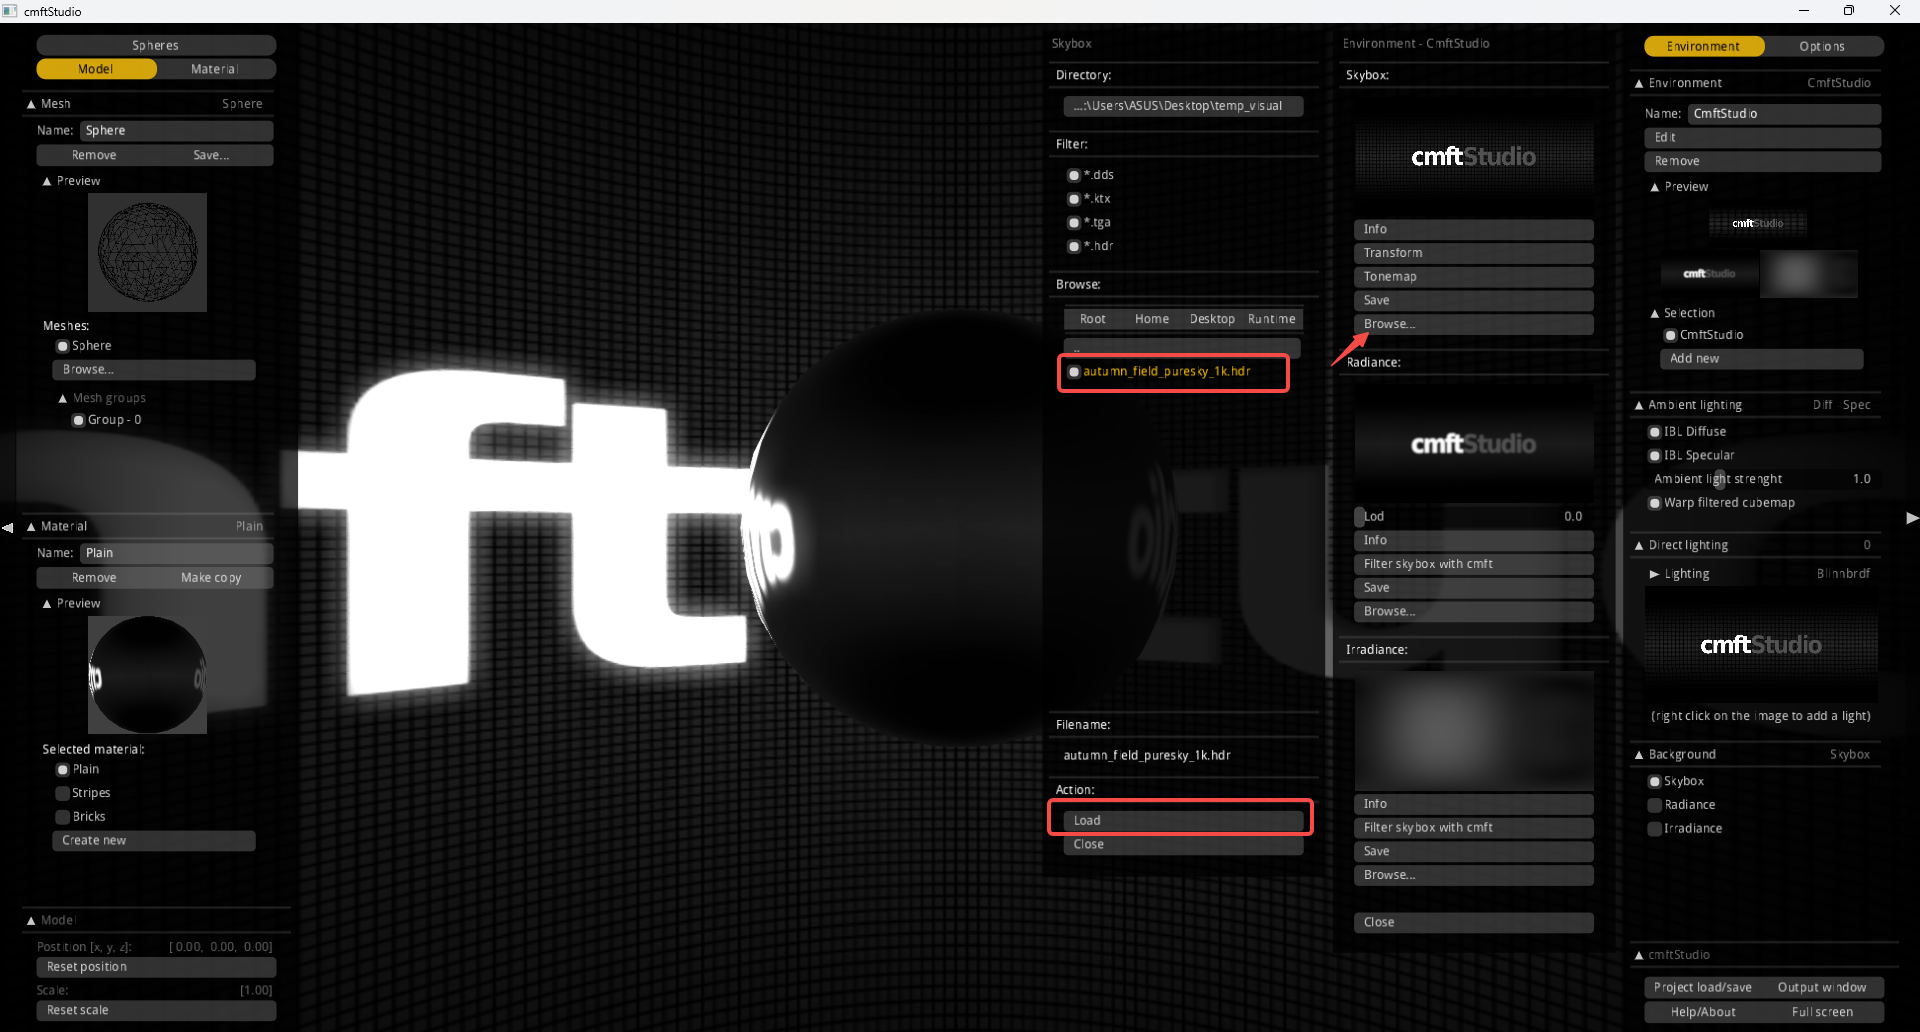 cmftStudio
Spheres
Model Material
Mesh Sphere
Name: Sphere
Remove Save...
Preview
Meshes:
Sphere
Browse...
Mesh groups
Group - 0
Material Plain
Name: Plain
Remove Make copy
Preview
Selected material:
Plain
Stripes
Bricks
Create new
Model
Postition [x, y, z]: [ 0.00, 0.00, 0.00]
Reset position
Scale: [1.00]
Reset scale
ft
Skybox
Directory:
...:\Users\ASUS\Desktop\temp_visual
Filter:
*.dds
*.ktx
*.tga
*.hdr
Browse:
Root Home Desktop Runtime
..
autumn_field_puresky_1k.hdr
Filename:
autumn_field_puresky_1k.hdr
Action:
Load
Close
Environment - CmftStudio
Skybox:
cmftStudio
Info
Transform
Tonemap
Save
Browse...
Radiance:
cmftStudio
Lod 0.0
Info
Filter skybox with cmft
Save
Browse...
Irradiance:
Info
Filter skybox with cmft
Save
Browse...
Close
Environment Options
Environment CmftStudio
Name: CmftStudio
Edit
Remove
Preview
cmftStudio
cmftStudio
Selection
CmftStudio
Add new
Ambient lighting Diff Spec
IBL Diffuse
IBL Specular
Ambient light strenght 1.0
Warp filtered cubemap
Direct lighting 0
Lighting Blinnbrdf
cmftStudio
(right click on the image to add a light)
Background Skybox
Skybox
Radiance
Irradiance
cmftStudio
Project load/save Output window
Help/About Full screen